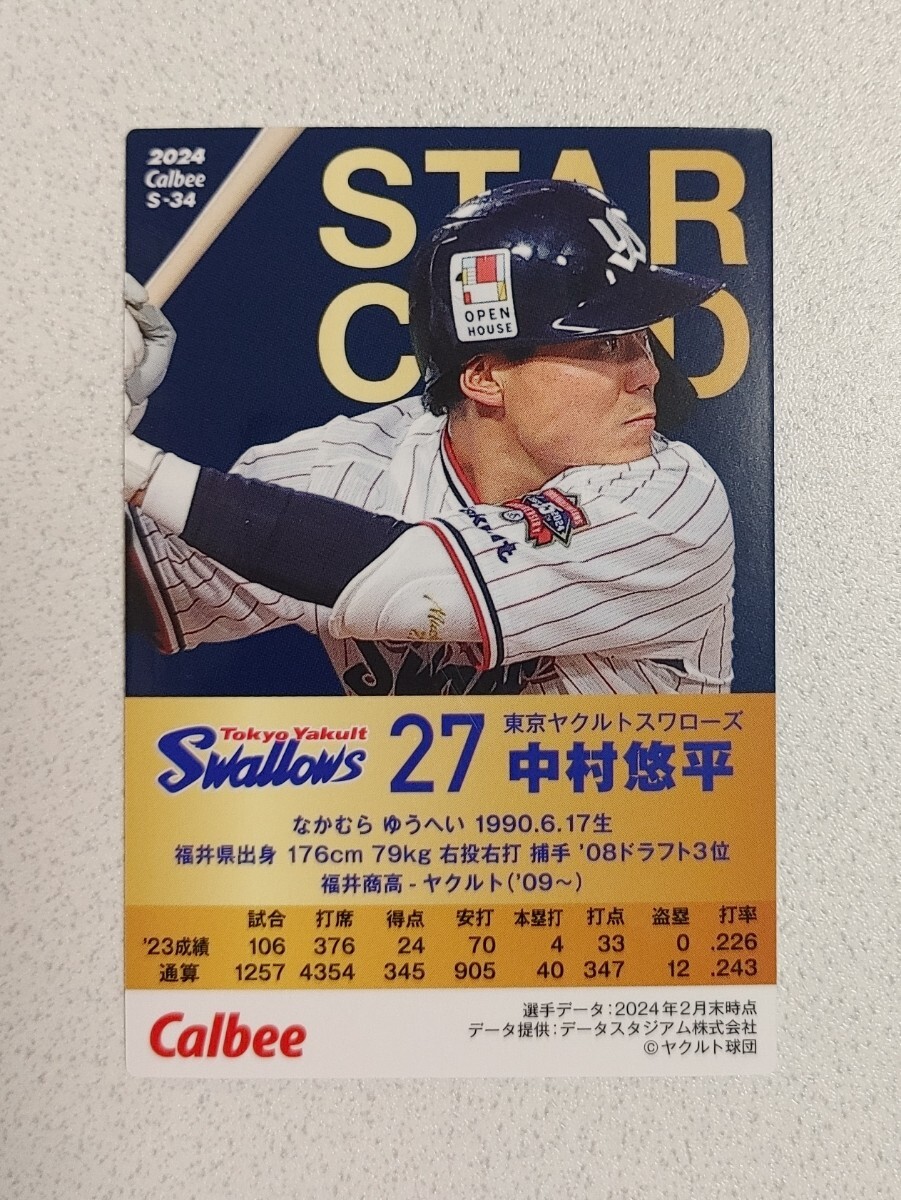 2024
Calbee
S-34
STAR
C D
YS
OPEN
HOUSE
2024
Tokyo Yakult
Swallows
27
東京ヤクルトスワローズ
中村悠平
なかむら ゆうへい 1990.6.17生
福井県出身 176cm 79kg 右投右打 捕手 '08ドラフト3位
福井商高-ヤクルト('09～)
試合 打席 得点 安打 本塁打 打点 盗塁 打率
'23成績 106 376 24 70 4 33 0 .226
通算 1257 4354 345 905 40 347 12 .243
Calbee
選手データ:2024年2月末時点
データ提供:データスタジアム株式会社
©ヤクルト球団